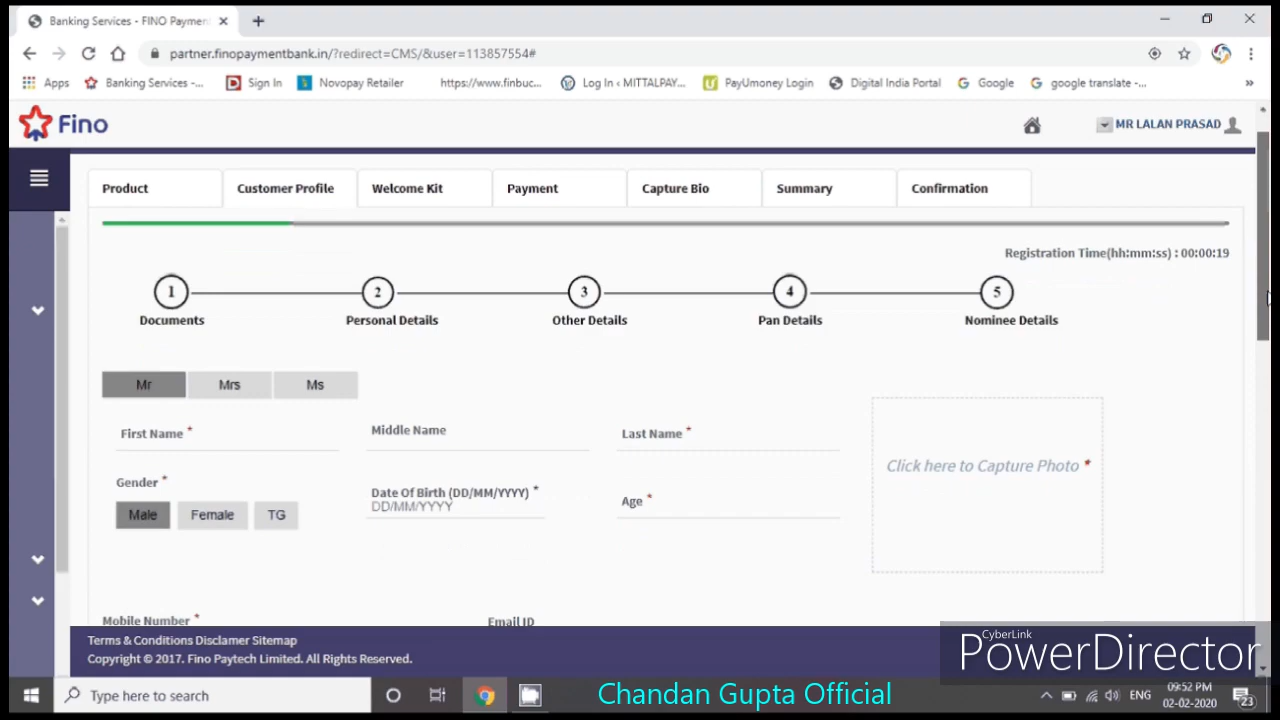 Banking Services - FINO Paymen
partner.finopaymentbank.in/?redirect=CMS/&user=113857554#
Apps Banking Services -... Sign In Novopay Retailer https://www.finbuc... Log In ‹ MITTALPAY... PayUmoney Login Digital India Portal Google google translate -... »
Fino MR LALAN PRASAD
Product Customer Profile Welcome Kit Payment Capture Bio Summary Confirmation
Registration Time(hh:mm:ss) : 00:00:19
1 2 3 4 5
Documents Personal Details Other Details Pan Details Nominee Details
Mr Mrs Ms
First Name * Middle Name Last Name *
Click here to Capture Photo *
Gender * Date Of Birth (DD/MM/YYYY) * Age *
DD/MM/YYYY
Male Female TG
Mobile Number * Email ID
Terms & Conditions Disclamer Sitemap
Copyright © 2017. Fino Paytech Limited. All Rights Reserved.
CyberLink
PowerDirector
Type here to search Chandan Gupta Official ENG 09:52 PM
02-02-2020 23